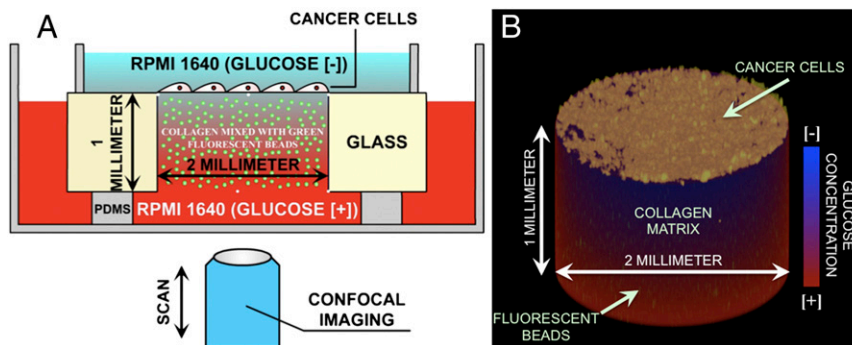 A
CANCER CELLS
RPMI 1640 (GLUCOSE [-])
1
MILLIMETER
COLLAGEN MIXED WITH GREEN
FLUORESCENT BEADS
2 MILLIMETER
GLASS
PDMS
RPMI 1640 (GLUCOSE [+])
SCAN
CONFOCAL
IMAGING
B
CANCER CELLS
[-]
1 MILLIMETER
COLLAGEN
MATRIX
GLUCOSE
CONCENTRATION
2 MILLIMETER
[+]
FLUORESCENT
BEADS